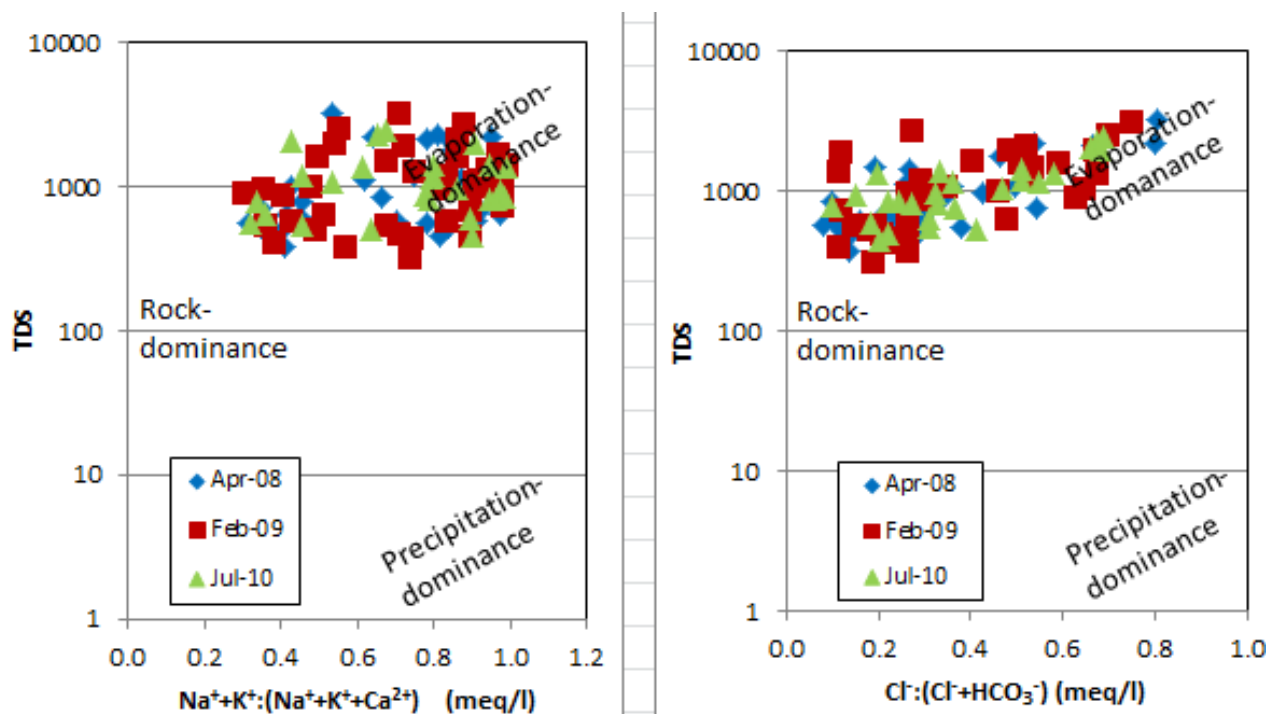 10000
1000
100
10
1
TDS
Evaporation-
domanance
Rock-
dominance
Precipitation-
dominance
Apr-08
Feb-09
Jul-10
0.0 0.2 0.4 0.6 0.8 1.0 1.2
Na⁺+K⁺:(Na⁺+K⁺+Ca²⁺) (meq/l)
10000
1000
100
10
1
TDS
Evaporation-
domanance
Rock-
dominance
Precipitation-
dominance
Apr-08
Feb-09
Jul-10
0.0 0.2 0.4 0.6 0.8 1.0
Cl⁻:(Cl⁻+HCO₃⁻) (meq/l)